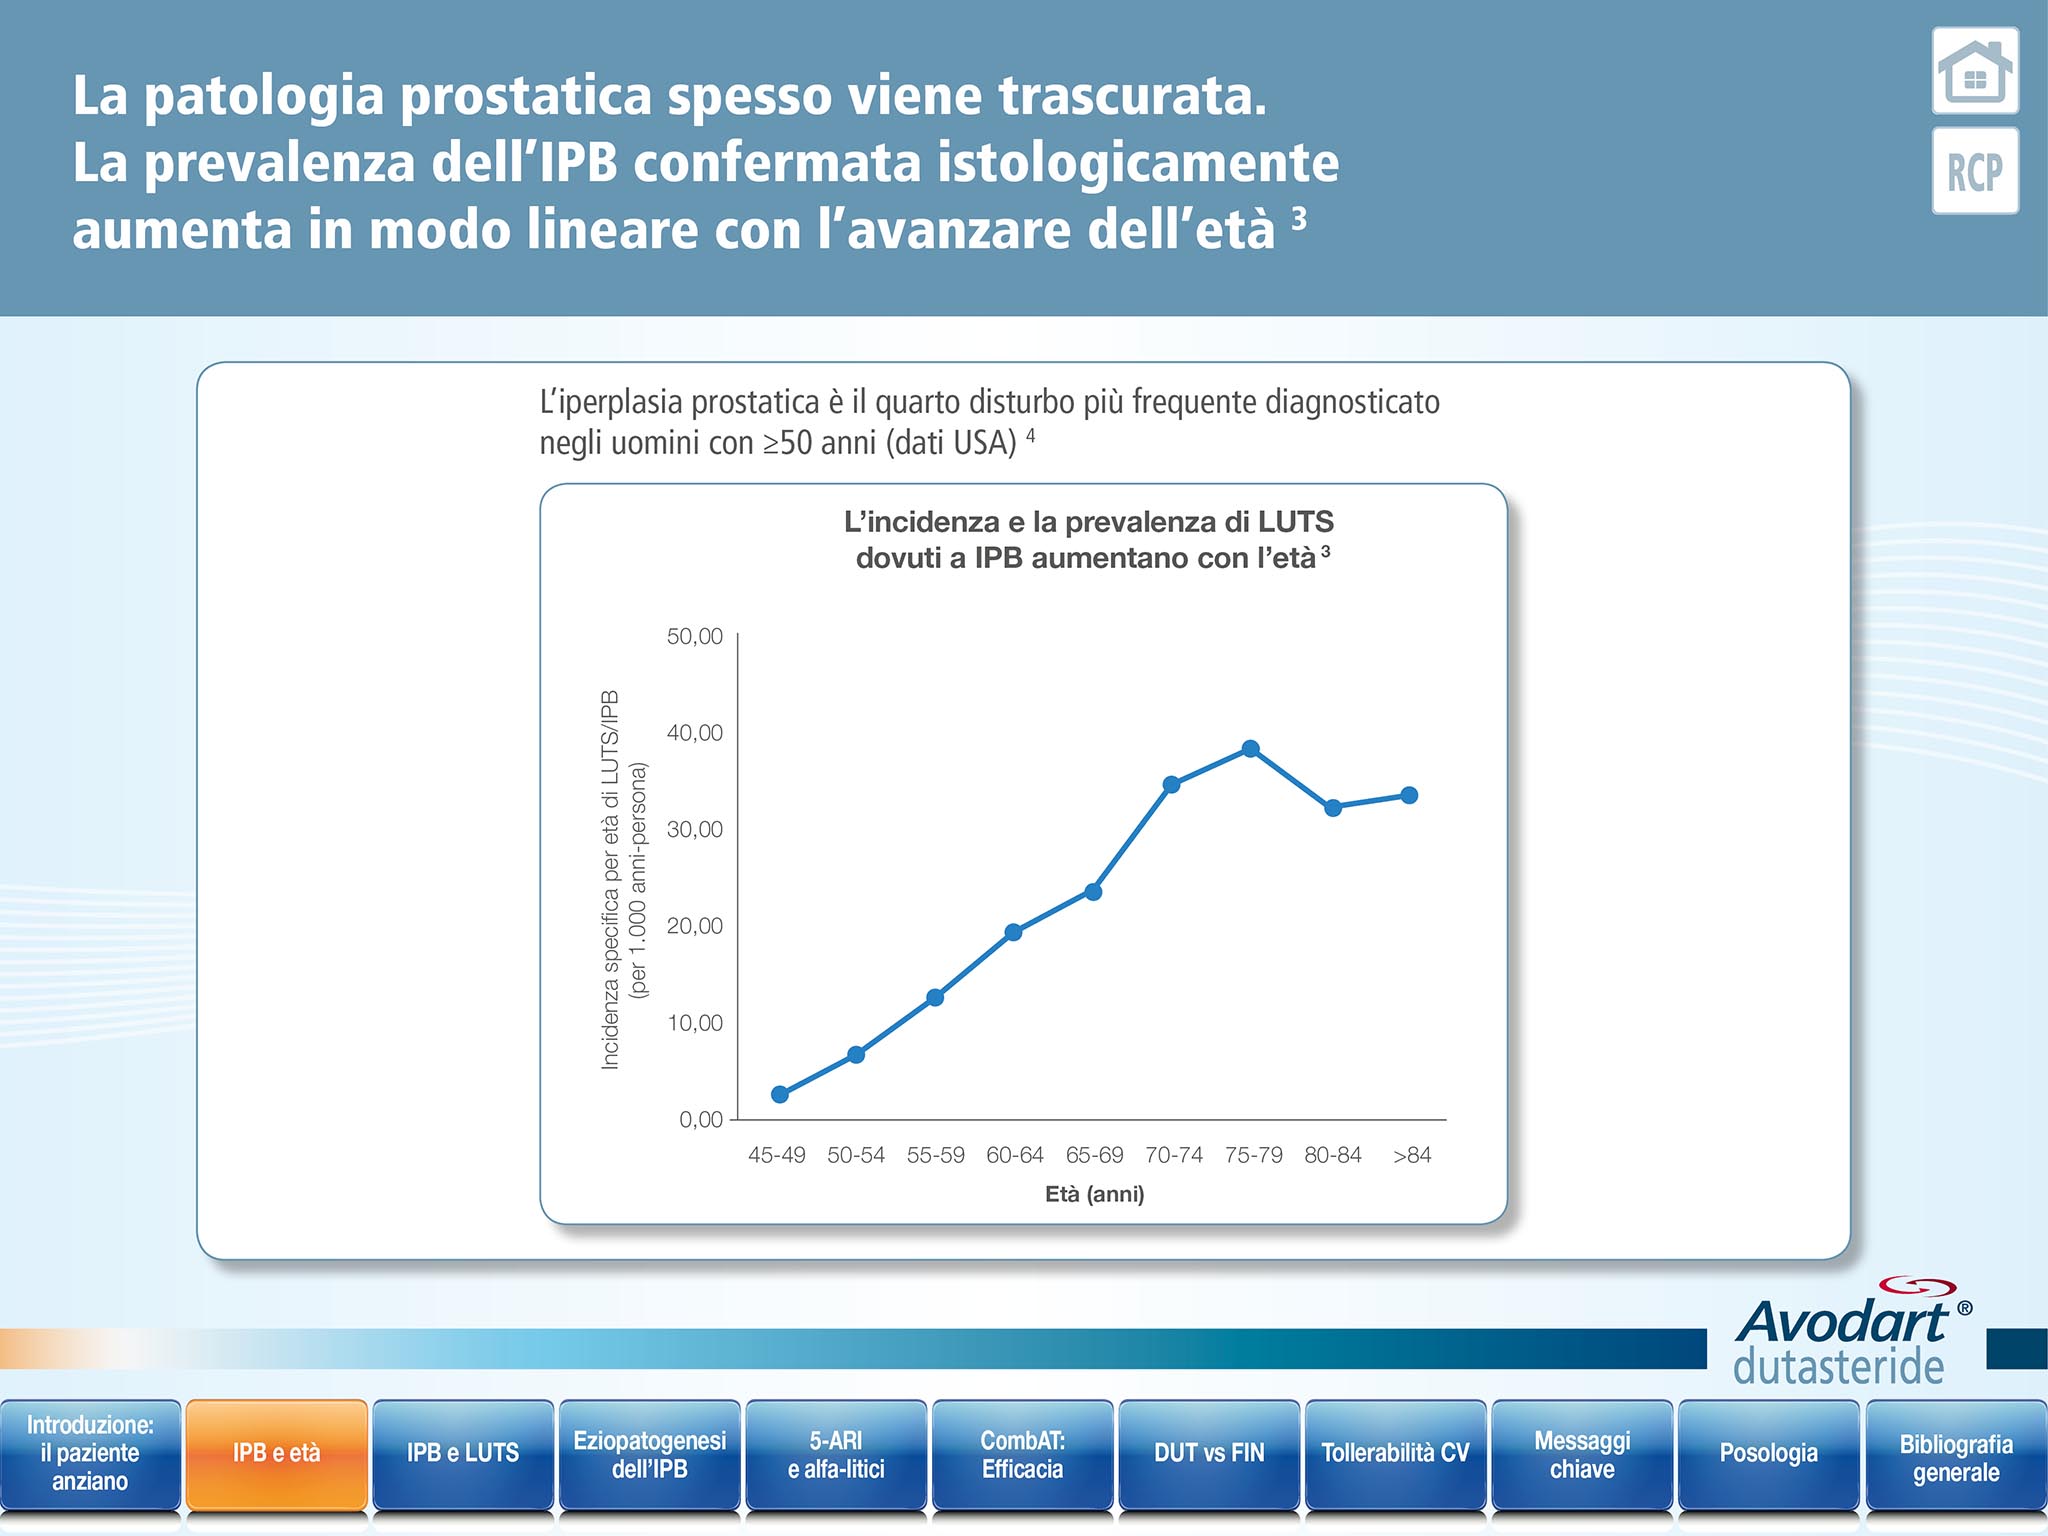 La patologia prostatica spesso viene trascurata.
La prevalenza dell’IPB confermata istologicamente
aumenta in modo lineare con l’avanzare dell’età 3
RCP
L’iperplasia prostatica è il quarto disturbo più frequente diagnosticato
negli uomini con ≥50 anni (dati USA) 4
L’incidenza e la prevalenza di LUTS
dovuti a IPB aumentano con l’età 3
Incidenza specifica per età di LUTS/IPB
(per 1.000 anni-persona)
50,00
40,00
30,00
20,00
10,00
0,00
45-49 50-54 55-59 60-64 65-69 70-74 75-79 80-84 >84
Età (anni)
Avodart ®
dutasteride
Introduzione:
il paziente
anziano
IPB e età
IPB e LUTS
Eziopatogenesi
dell’IPB
5-ARI
e alfa-litici
CombAT:
Efficacia
DUT vs FIN
Tollerabilità CV
Messaggi
chiave
Posologia
Bibliografia
generale